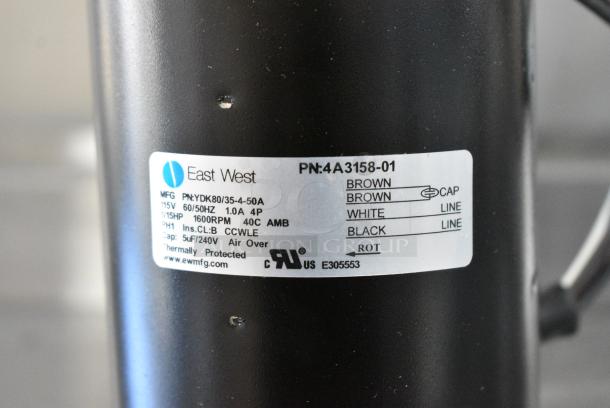 East West
PN:4A3158-01
MFG PN:YDK80/35-4-50A
115V 60/50HZ 1.0A 4P
1/15HP 1600RPM 40C AMB
PH1 Ins.CL:B CCWLE
Cap: 5uF/240V Air Over
Thermally Protected
www.ewmfg.com
BROWN
BROWN CAP
WHITE LINE
BLACK LINE
ROT
C US E305553
AUCTION GROUP